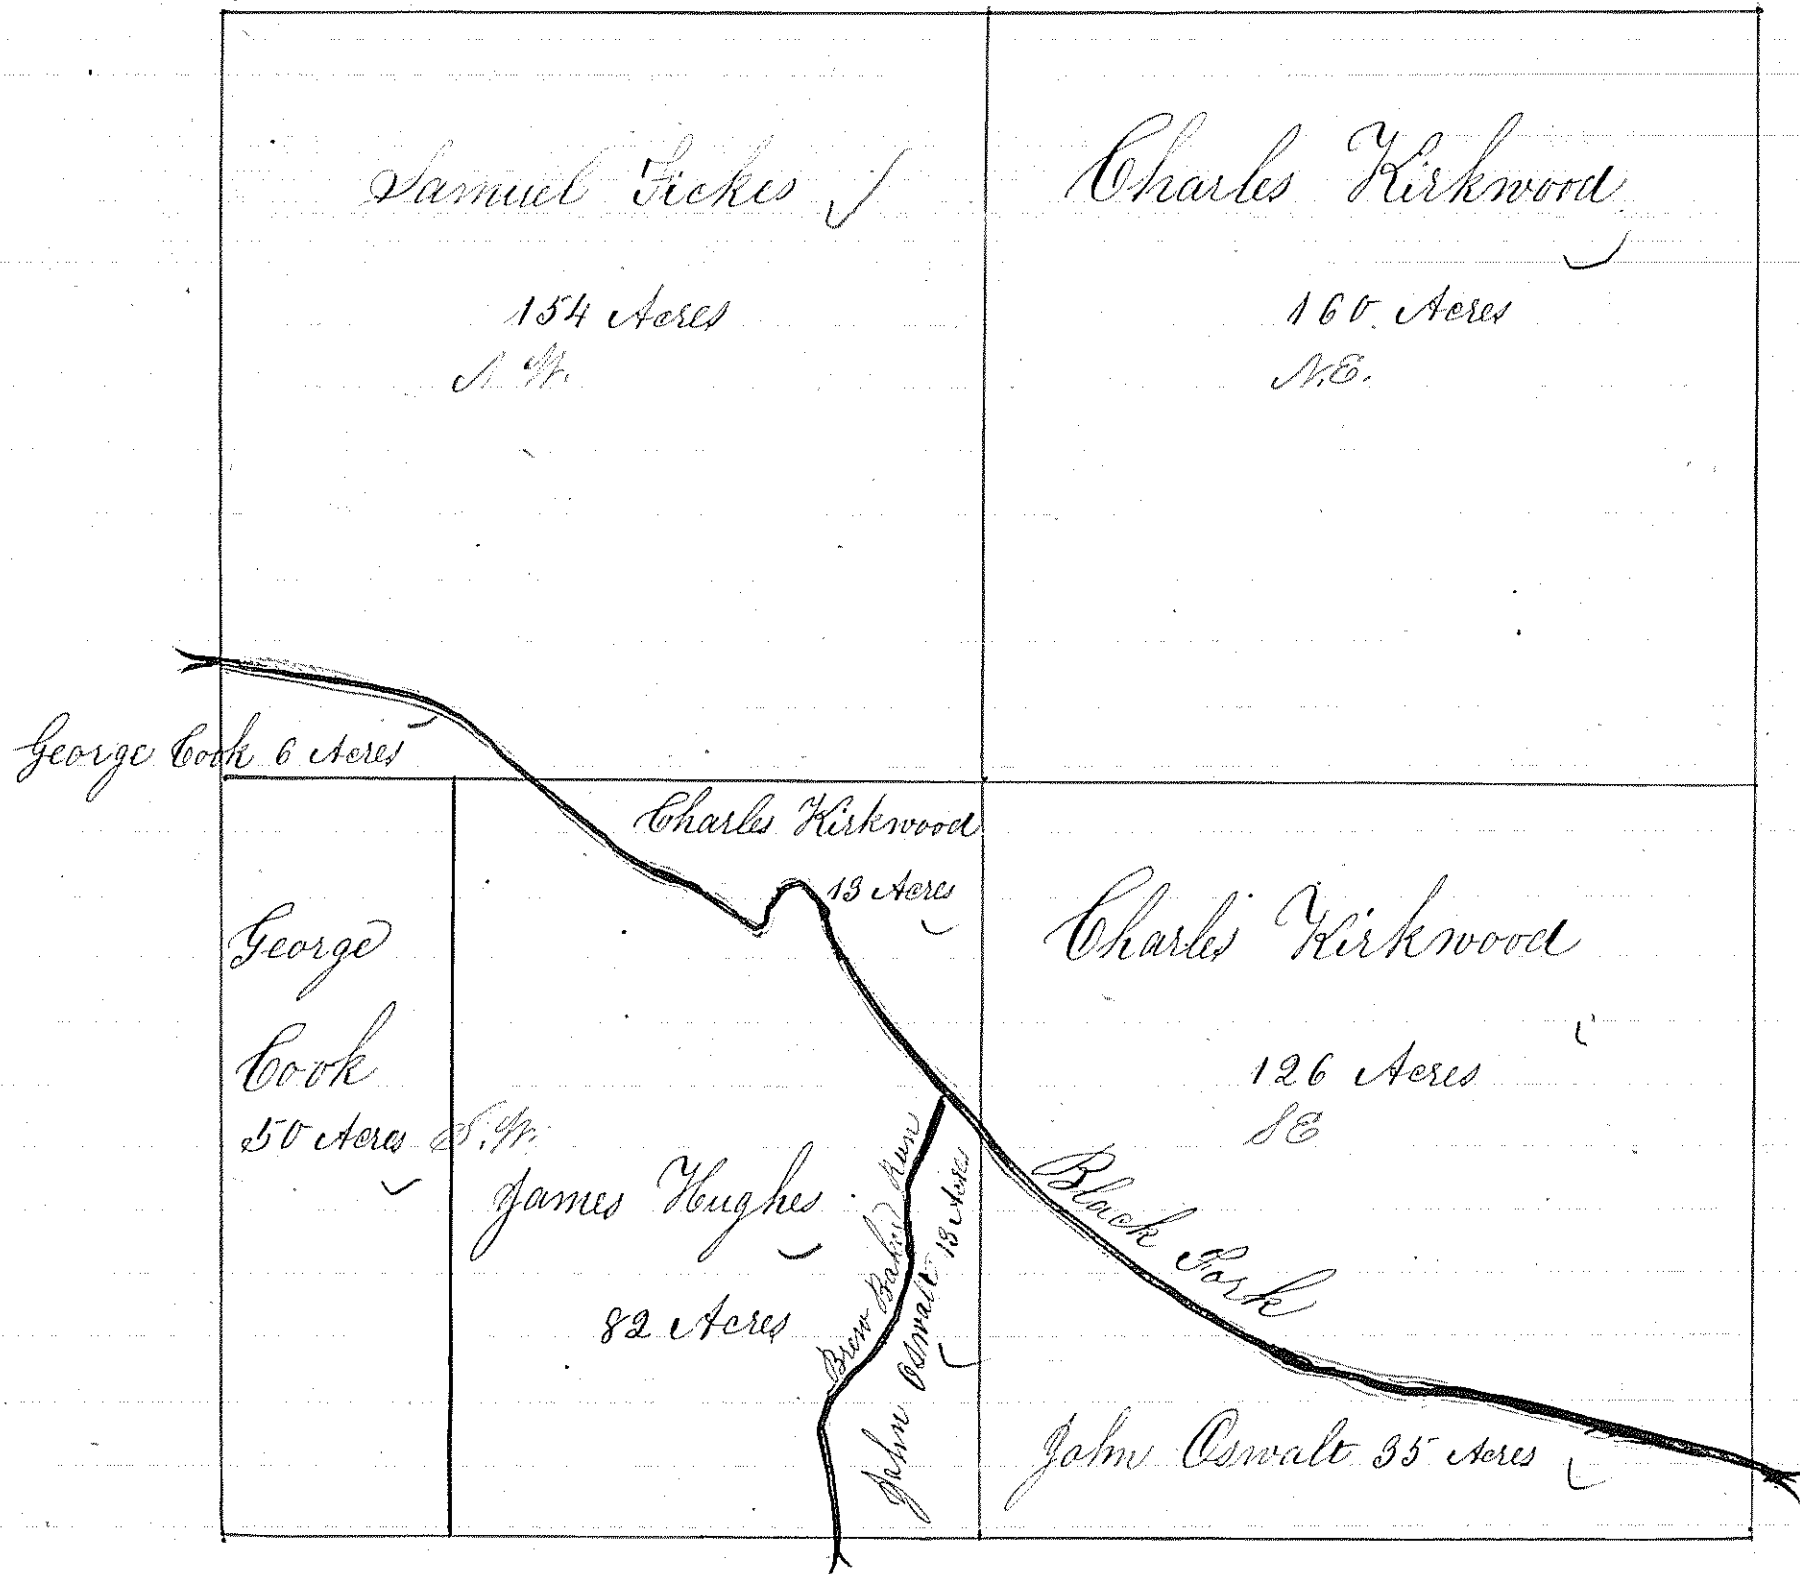 Samuel Fickes
154 Acres
N. W.
Charles Kirkwood
160 Acres
N.E.
George Cook 6 Acres
Charles Kirkwood
13 Acres
George
Cook
50 Acres
S. W.
James Hughes
82 Acres
Run
John Oswalt 13 Acres
Charles Kirkwood
126 Acres
SE
Black Fork
John Oswalt 35 Acres